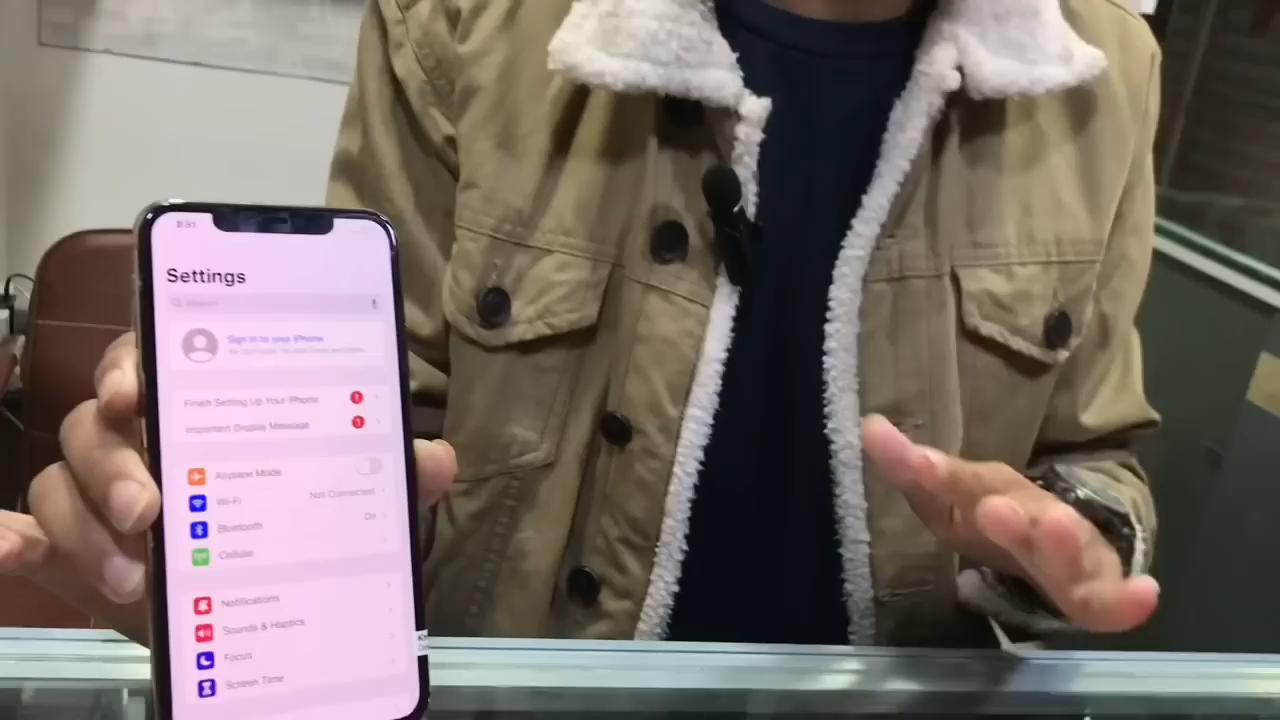 Settings
Search
Sign in to your iPhone
Finish Setting Up Your iPhone
Important Display Message
Airplane Mode
Wi-Fi Not Connected
Bluetooth On
Cellular
Notifications
Sounds & Haptics
Focus
Screen Time